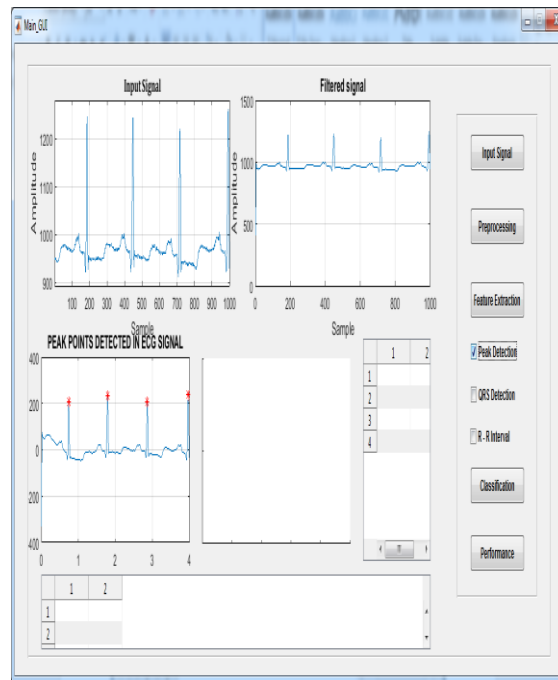 Main_GUI
Input Signal
Amplitude
1200
1100
1000
900
100 200 300 400 500 600 700 800 900 1000
Sample
Filtered signal
Amplitude
1500
1000
500
0
0 200 400 600 800 1000
Sample
PEAK POINTS DETECTED IN ECG SIGNAL
400
200
0
200
400
0 1 2 3 4
1 2
1
2
3
4
1 2
1
2
Input Signal
Preprocessing
Feature Extraction
Peak Detection
QRS Detection
R - R Interval
Classification
Performance